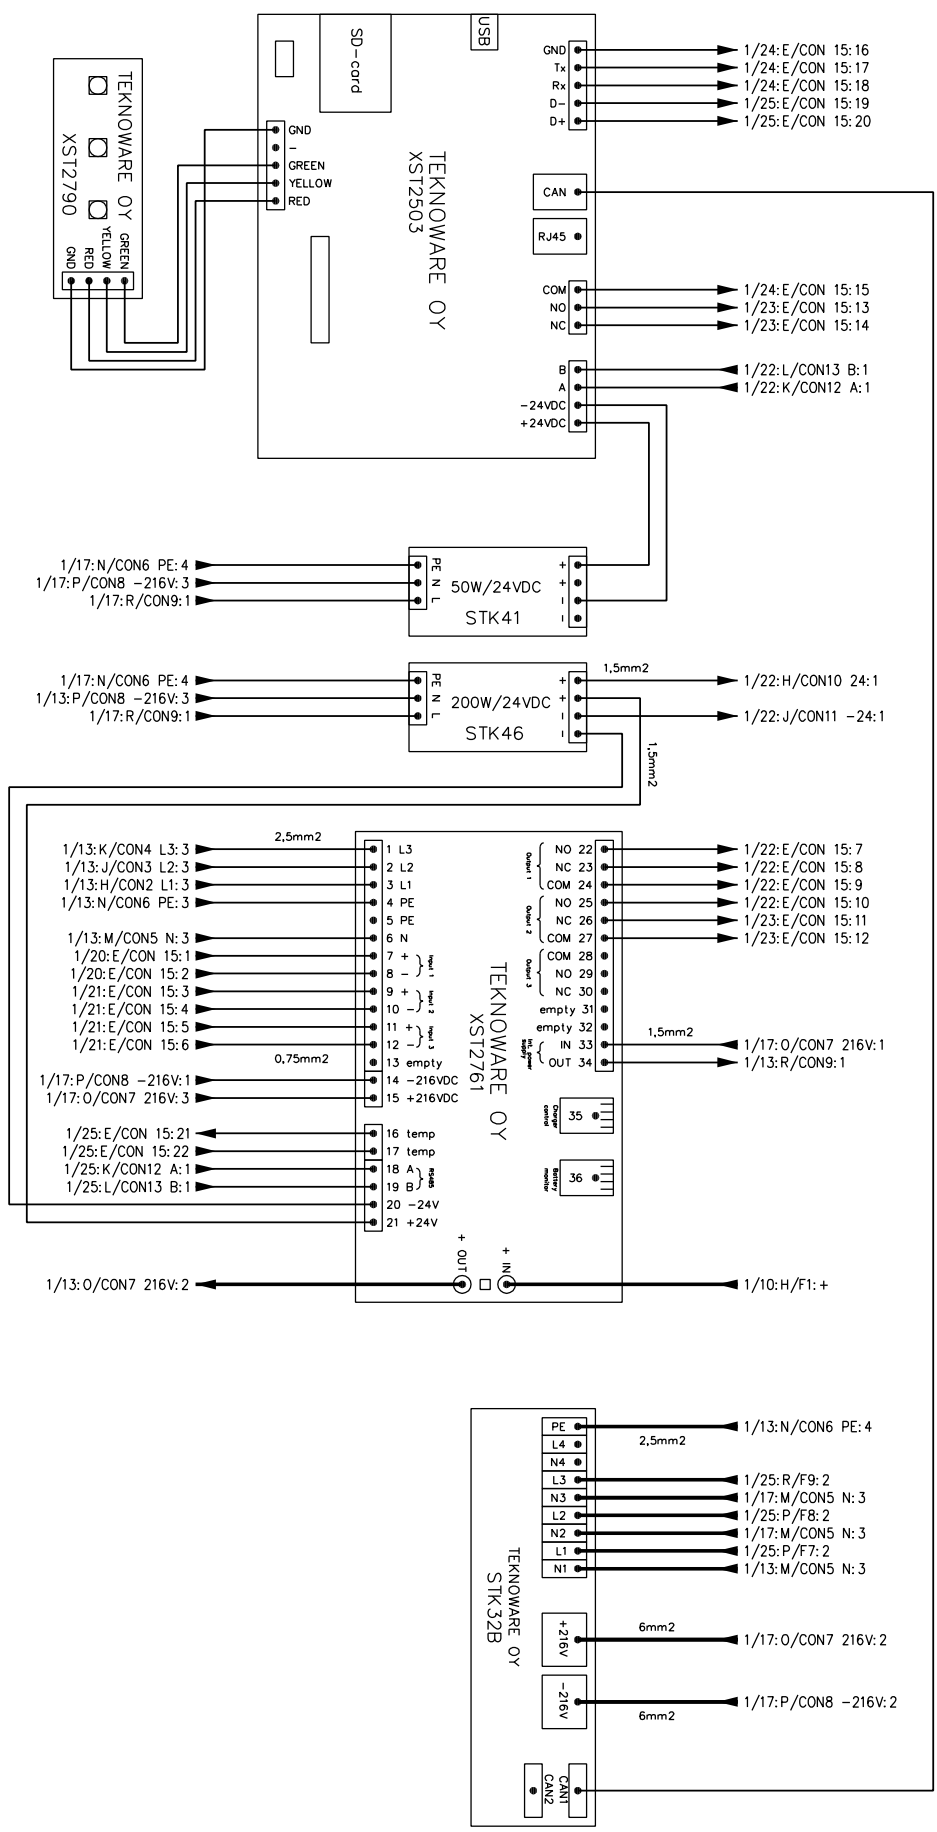 TEKNOWARE OY
XST2790
GREEN
YELLOW
RED
GND
SD-card
USB
TEKNOWARE OY
XST2503
GND
-
GREEN
YELLOW
RED
GND 1/24:E/CON 15:16
Tx 1/24:E/CON 15:17
Rx 1/24:E/CON 15:18
D- 1/25:E/CON 15:19
D+ 1/25:E/CON 15:20
CAN
RJ45
COM 1/24:E/CON 15:15
NO 1/23:E/CON 15:13
NC 1/23:E/CON 15:14
B 1/22:L/CON13 B:1
A 1/22:K/CON12 A:1
-24VDC
+24VDC
1/17:N/CON6 PE:4 PE +
1/17:P/CON8 -216V:3 N +
1/17:R/CON9:1 L -
-
50W/24VDC
STK41
1,5mm2
1/17:N/CON6 PE:4 PE + 1/22:H/CON10 24:1
1/13:P/CON8 -216V:3 N +
1/17:R/CON9:1 L - 1/22:J/CON11 -24:1
-
200W/24VDC
STK46
1,5mm2
2,5mm2
1/13:K/CON4 L3:3 1 L3
1/13:J/CON3 L2:3 2 L2
1/13:H/CON2 L1:3 3 L1
1/13:N/CON6 PE:3 4 PE
5 PE
1/13:M/CON5 N:3 6 N
1/20:E/CON 15:1 7 +
1/20:E/CON 15:2 8 -
Input 1
1/21:E/CON 15:3 9 +
1/21:E/CON 15:4 10 -
Input 2
1/21:E/CON 15:5 11 +
1/21:E/CON 15:6 12 -
Input 3
0,75mm2
13 empty
1/17:P/CON8 -216V:1 14 -216VDC
1/17:O/CON7 216V:3 15 +216VDC
1/25:E/CON 15:21 16 temp
1/25:E/CON 15:22 17 temp
1/25:K/CON12 A:1 18 A
1/25:L/CON13 B:1 19 B
RS485
20 -24V
21 +24V
TEKNOWARE OY
XST2761
Output 1
NO 22 1/22:E/CON 15:7
NC 23 1/22:E/CON 15:8
COM 24 1/22:E/CON 15:9
Output 2
NO 25 1/22:E/CON 15:10
NC 26 1/23:E/CON 15:11
COM 27 1/23:E/CON 15:12
Output 3
COM 28
NO 29
NC 30
empty 31
empty 32
1,5mm2
Int. power supply
IN 33 1/17:O/CON7 216V:1
OUT 34 1/13:R/CON9:1
Charger control
35
Battery monitor
36
+ OUT
+ IN
1/13:O/CON7 216V:2
1/10:H/F1:+
TEKNOWARE OY
STK32B
PE 1/13:N/CON6 PE:4
2,5mm2
L4
N4
L3 1/25:R/F9:2
N3 1/17:M/CON5 N:3
L2 1/25:P/F8:2
N2 1/17:M/CON5 N:3
L1 1/25:P/F7:2
N1 1/13:M/CON5 N:3
6mm2
+216V 1/17:O/CON7 216V:2
-216V 1/17:P/CON8 -216V:2
6mm2
CAN1
CAN2